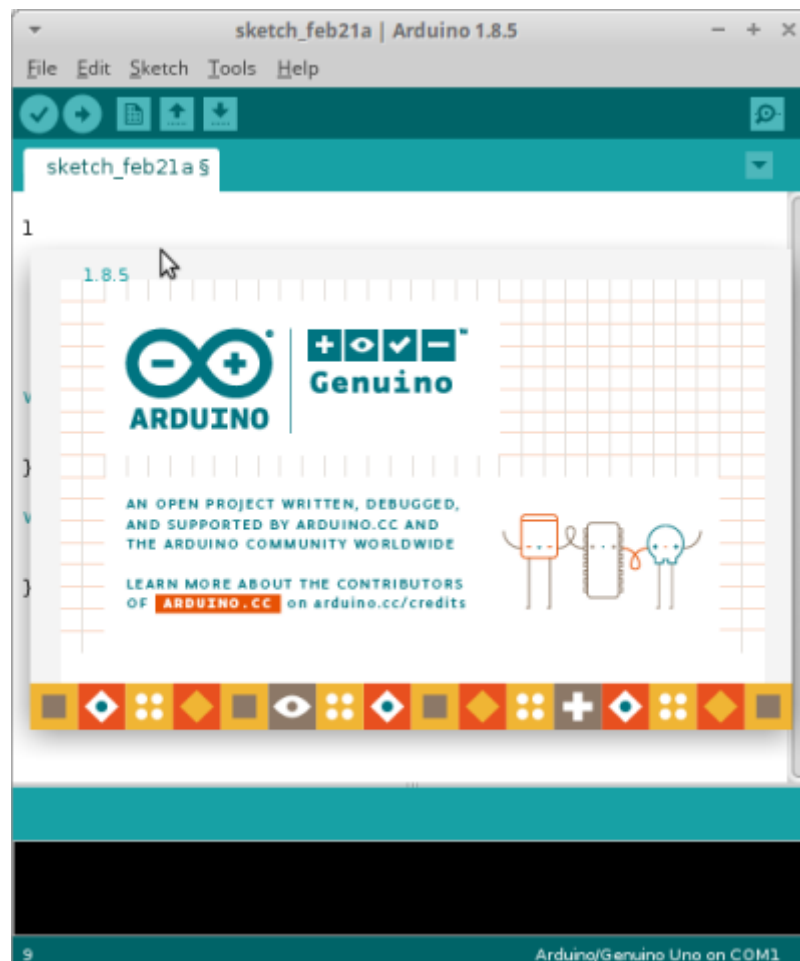 sketch_feb21a | Arduino 1.8.5
File Edit Sketch Tools Help
sketch_feb21a §
l
1.8.5
ARDUINO
Genuino™
v
}
v
}
AN OPEN PROJECT WRITTEN, DEBUGGED,
AND SUPPORTED BY ARDUINO.CC AND
THE ARDUINO COMMUNITY WORLDWIDE
LEARN MORE ABOUT THE CONTRIBUTORS
OF ARDUINO.CC on arduino.cc/credits
9 Arduino/Genuino Uno on COM1